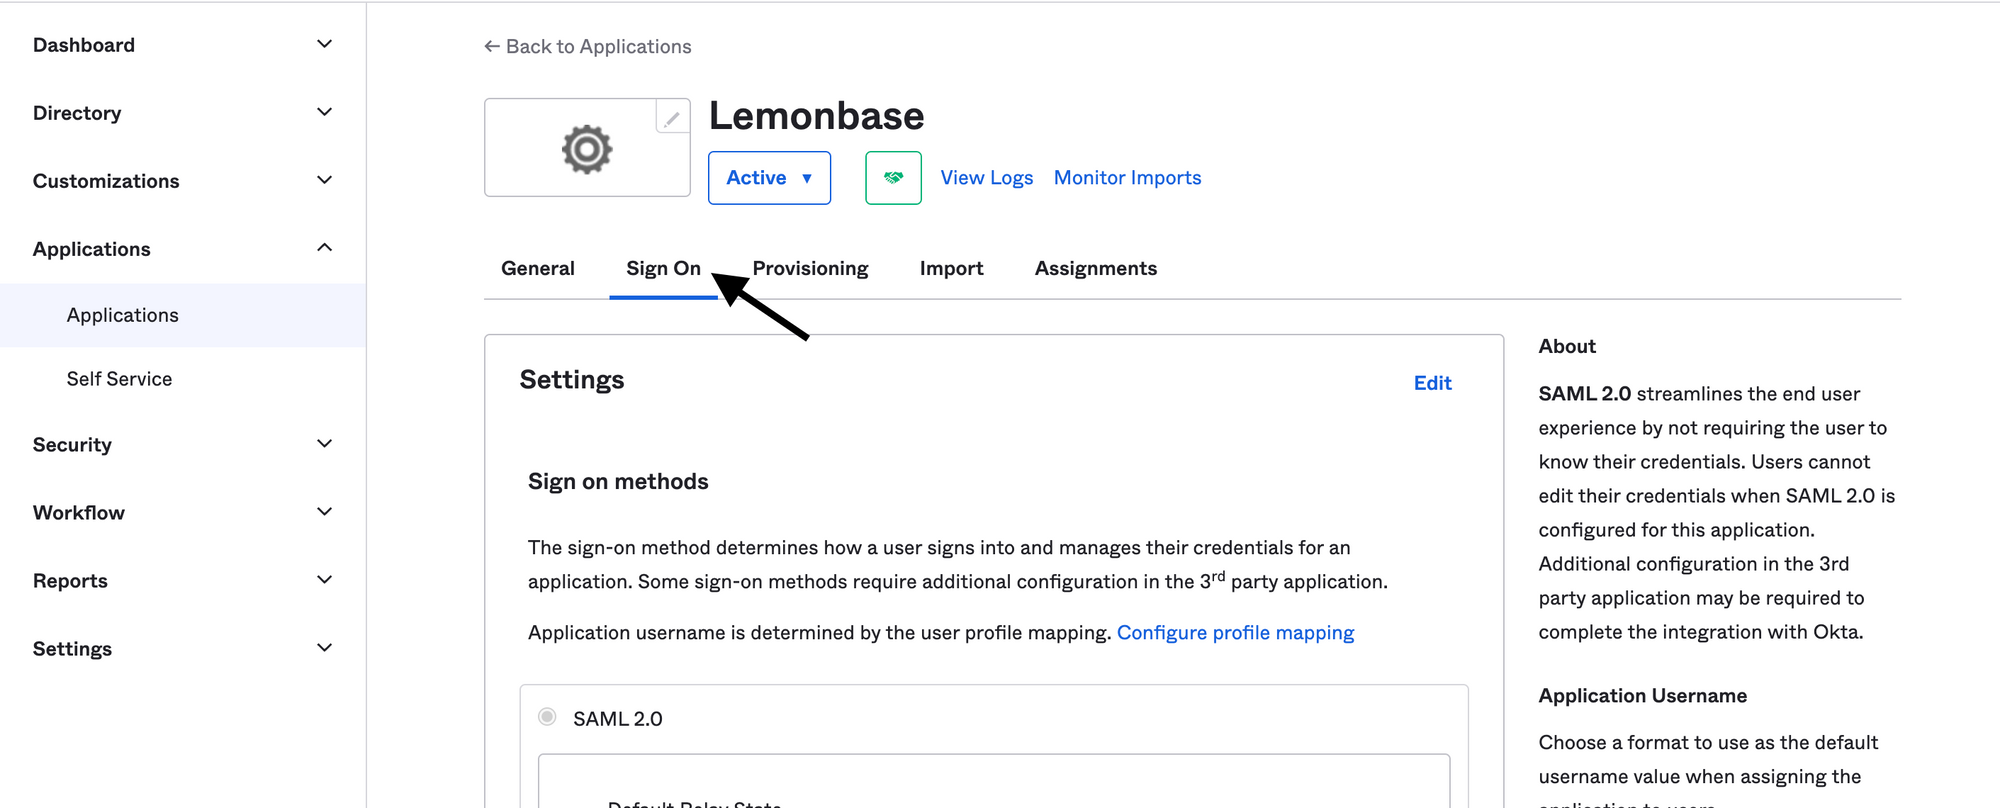 Dashboard
Directory
Customizations
Applications
Applications
Self Service
Security
Workflow
Reports
Settings
← Back to Applications
Lemonbase
Active ▼
View Logs Monitor Imports
General Sign On Provisioning Import Assignments
Settings
Edit
Sign on methods
The sign-on method determines how a user signs into and manages their credentials for an
application. Some sign-on methods require additional configuration in the 3rd party application.
Application username is determined by the user profile mapping. Configure profile mapping
SAML 2.0
Default Relay State
About
SAML 2.0 streamlines the end user
experience by not requiring the user to
know their credentials. Users cannot
edit their credentials when SAML 2.0 is
configured for this application.
Additional configuration in the 3rd
party application may be required to
complete the integration with Okta.
Application Username
Choose a format to use as the default
username value when assigning the
application to users.